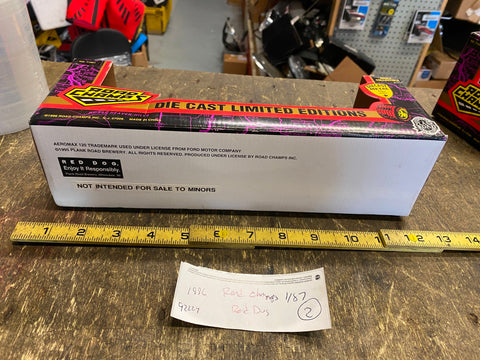 ROAD CHAMPS
DIE CAST LIMITED EDITIONS
AEROMAX 120 TRADEMARK USED UNDER LICENSE FROM FORD MOTOR COMPANY
©1995 PLANK ROAD BREWERY. ALL RIGHTS RESERVED. PRODUCED UNDER LICENSE BY ROAD CHAMPS INC.
RED DOG.
Enjoy It Responsibly.
NOT INTENDED FOR SALE TO MINORS
1 2 3 4 5 6 7 8 9 10 11 12 13 14
1996 Road Champs 1/87
92227 Red Dog 2